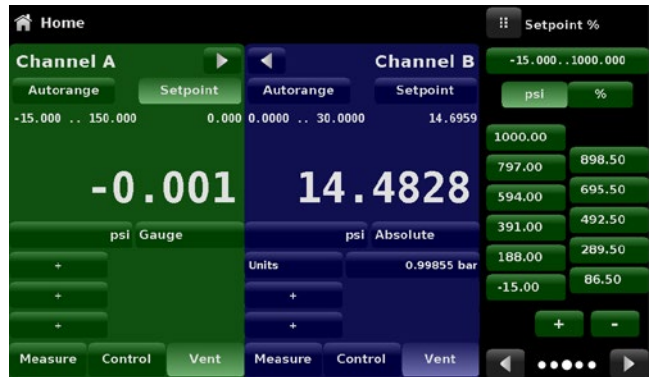 Home
Setpoint %
Channel A
Channel B
-15.000..1000.000
Autorange Setpoint
Autorange Setpoint
psi %
-15.000 .. 150.000 0.000
0.0000 .. 30.0000 14.6959
-0.001
14.4828
1000.00
898.50
797.00
695.50
594.00
492.50
391.00
289.50
188.00
86.50
-15.00
psi Gauge
psi Absolute
+
Units 0.99855 bar
+
+
+
+
+ -
Measure Control Vent
Measure Control Vent